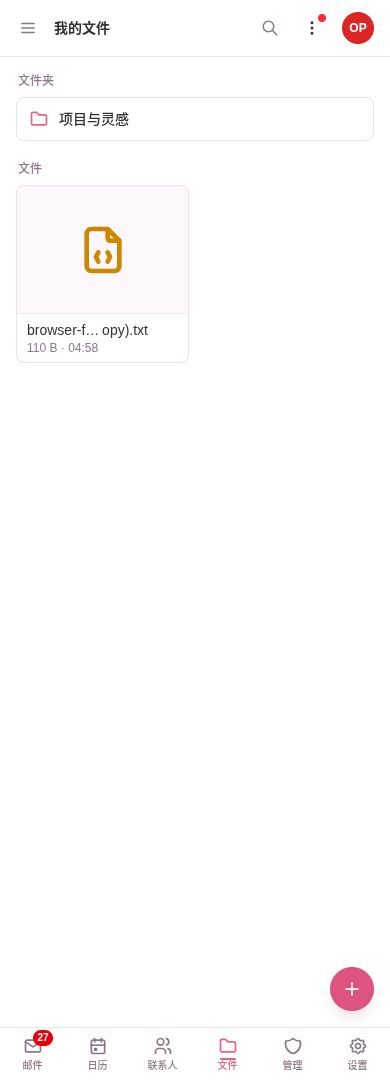 我的文件
OP
文件夹
项目与灵感
文件
browser-f… opy).txt
110 B · 04:58
27
邮件
日历
联系人
文件
管理
设置